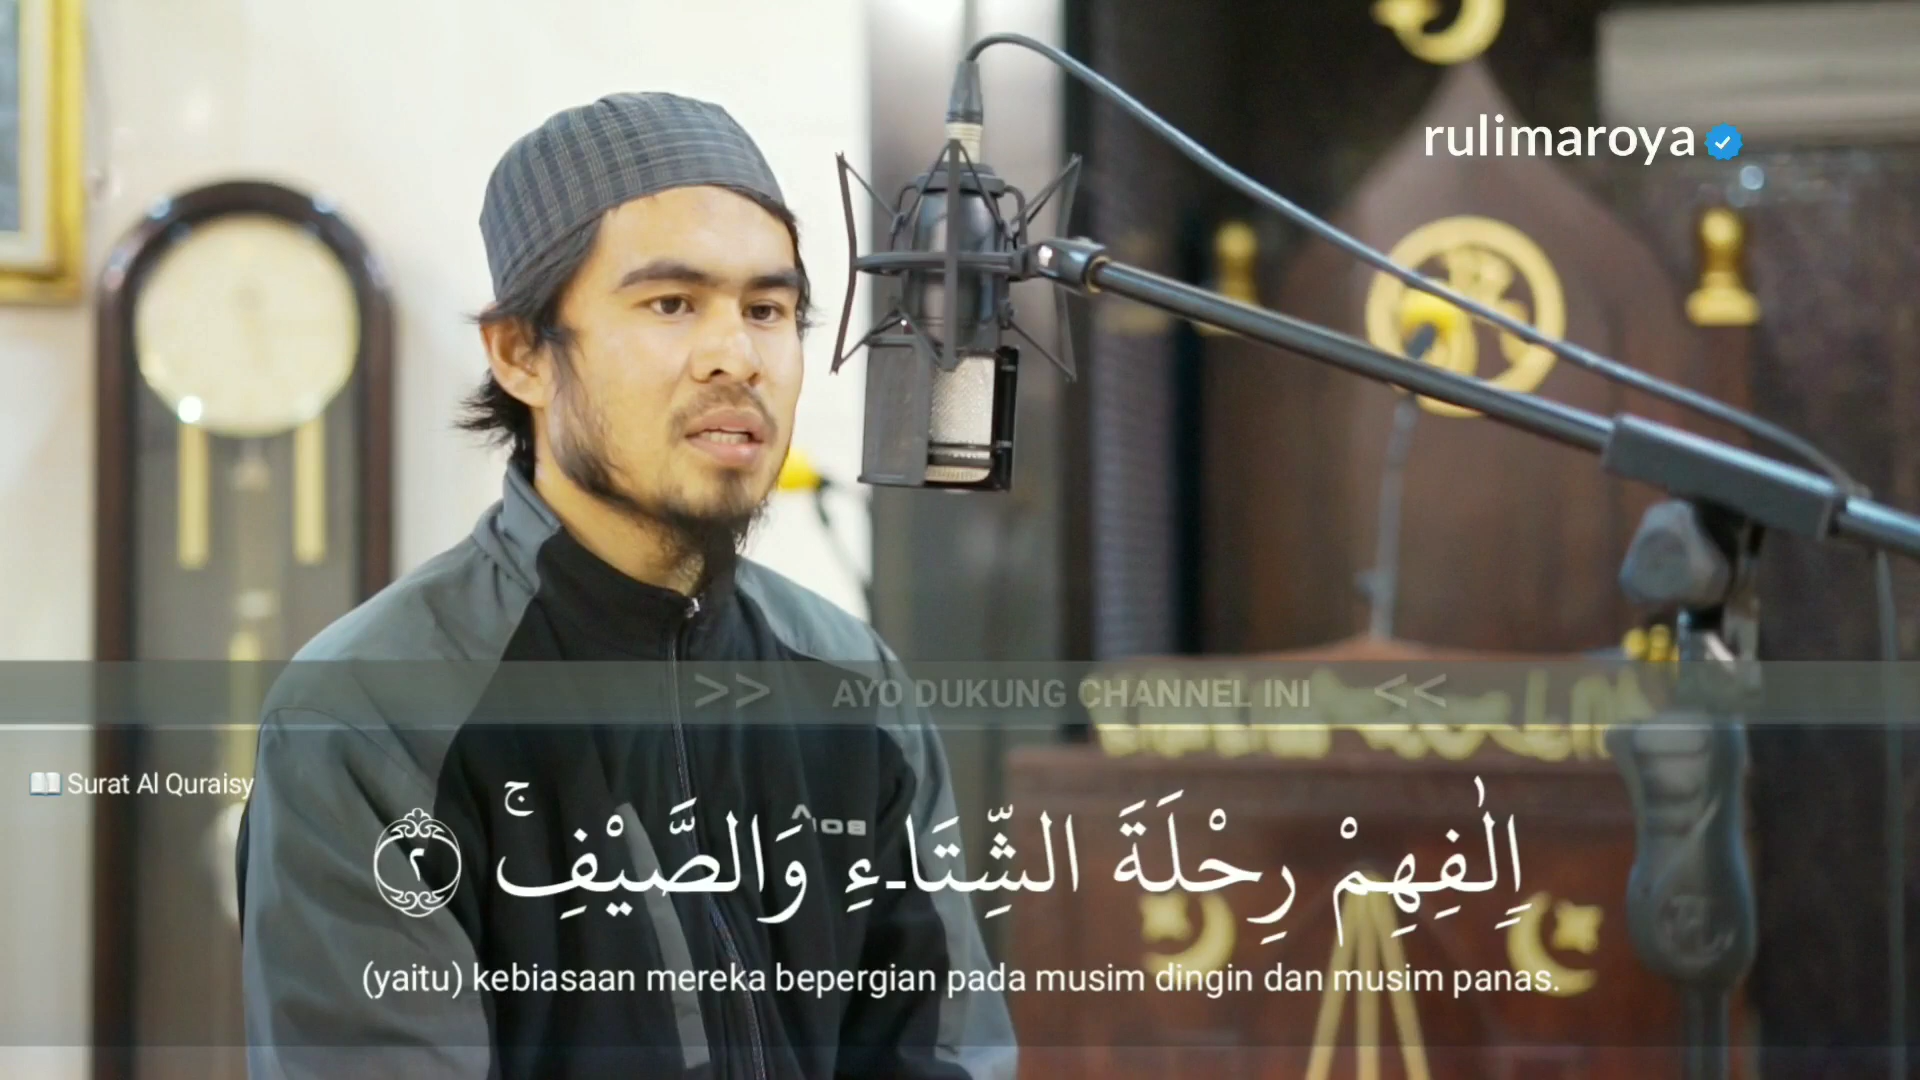 rulimaroya
>> AYO DUKUNG CHANNEL INI <<
Surat Al Quraisy
اٖلٰفِهِمْ رِحْلَةَ الشِّتَاۤءِ وَالصَّيْفِۚ ٢
(yaitu) kebiasaan mereka bepergian pada musim dingin dan musim panas.